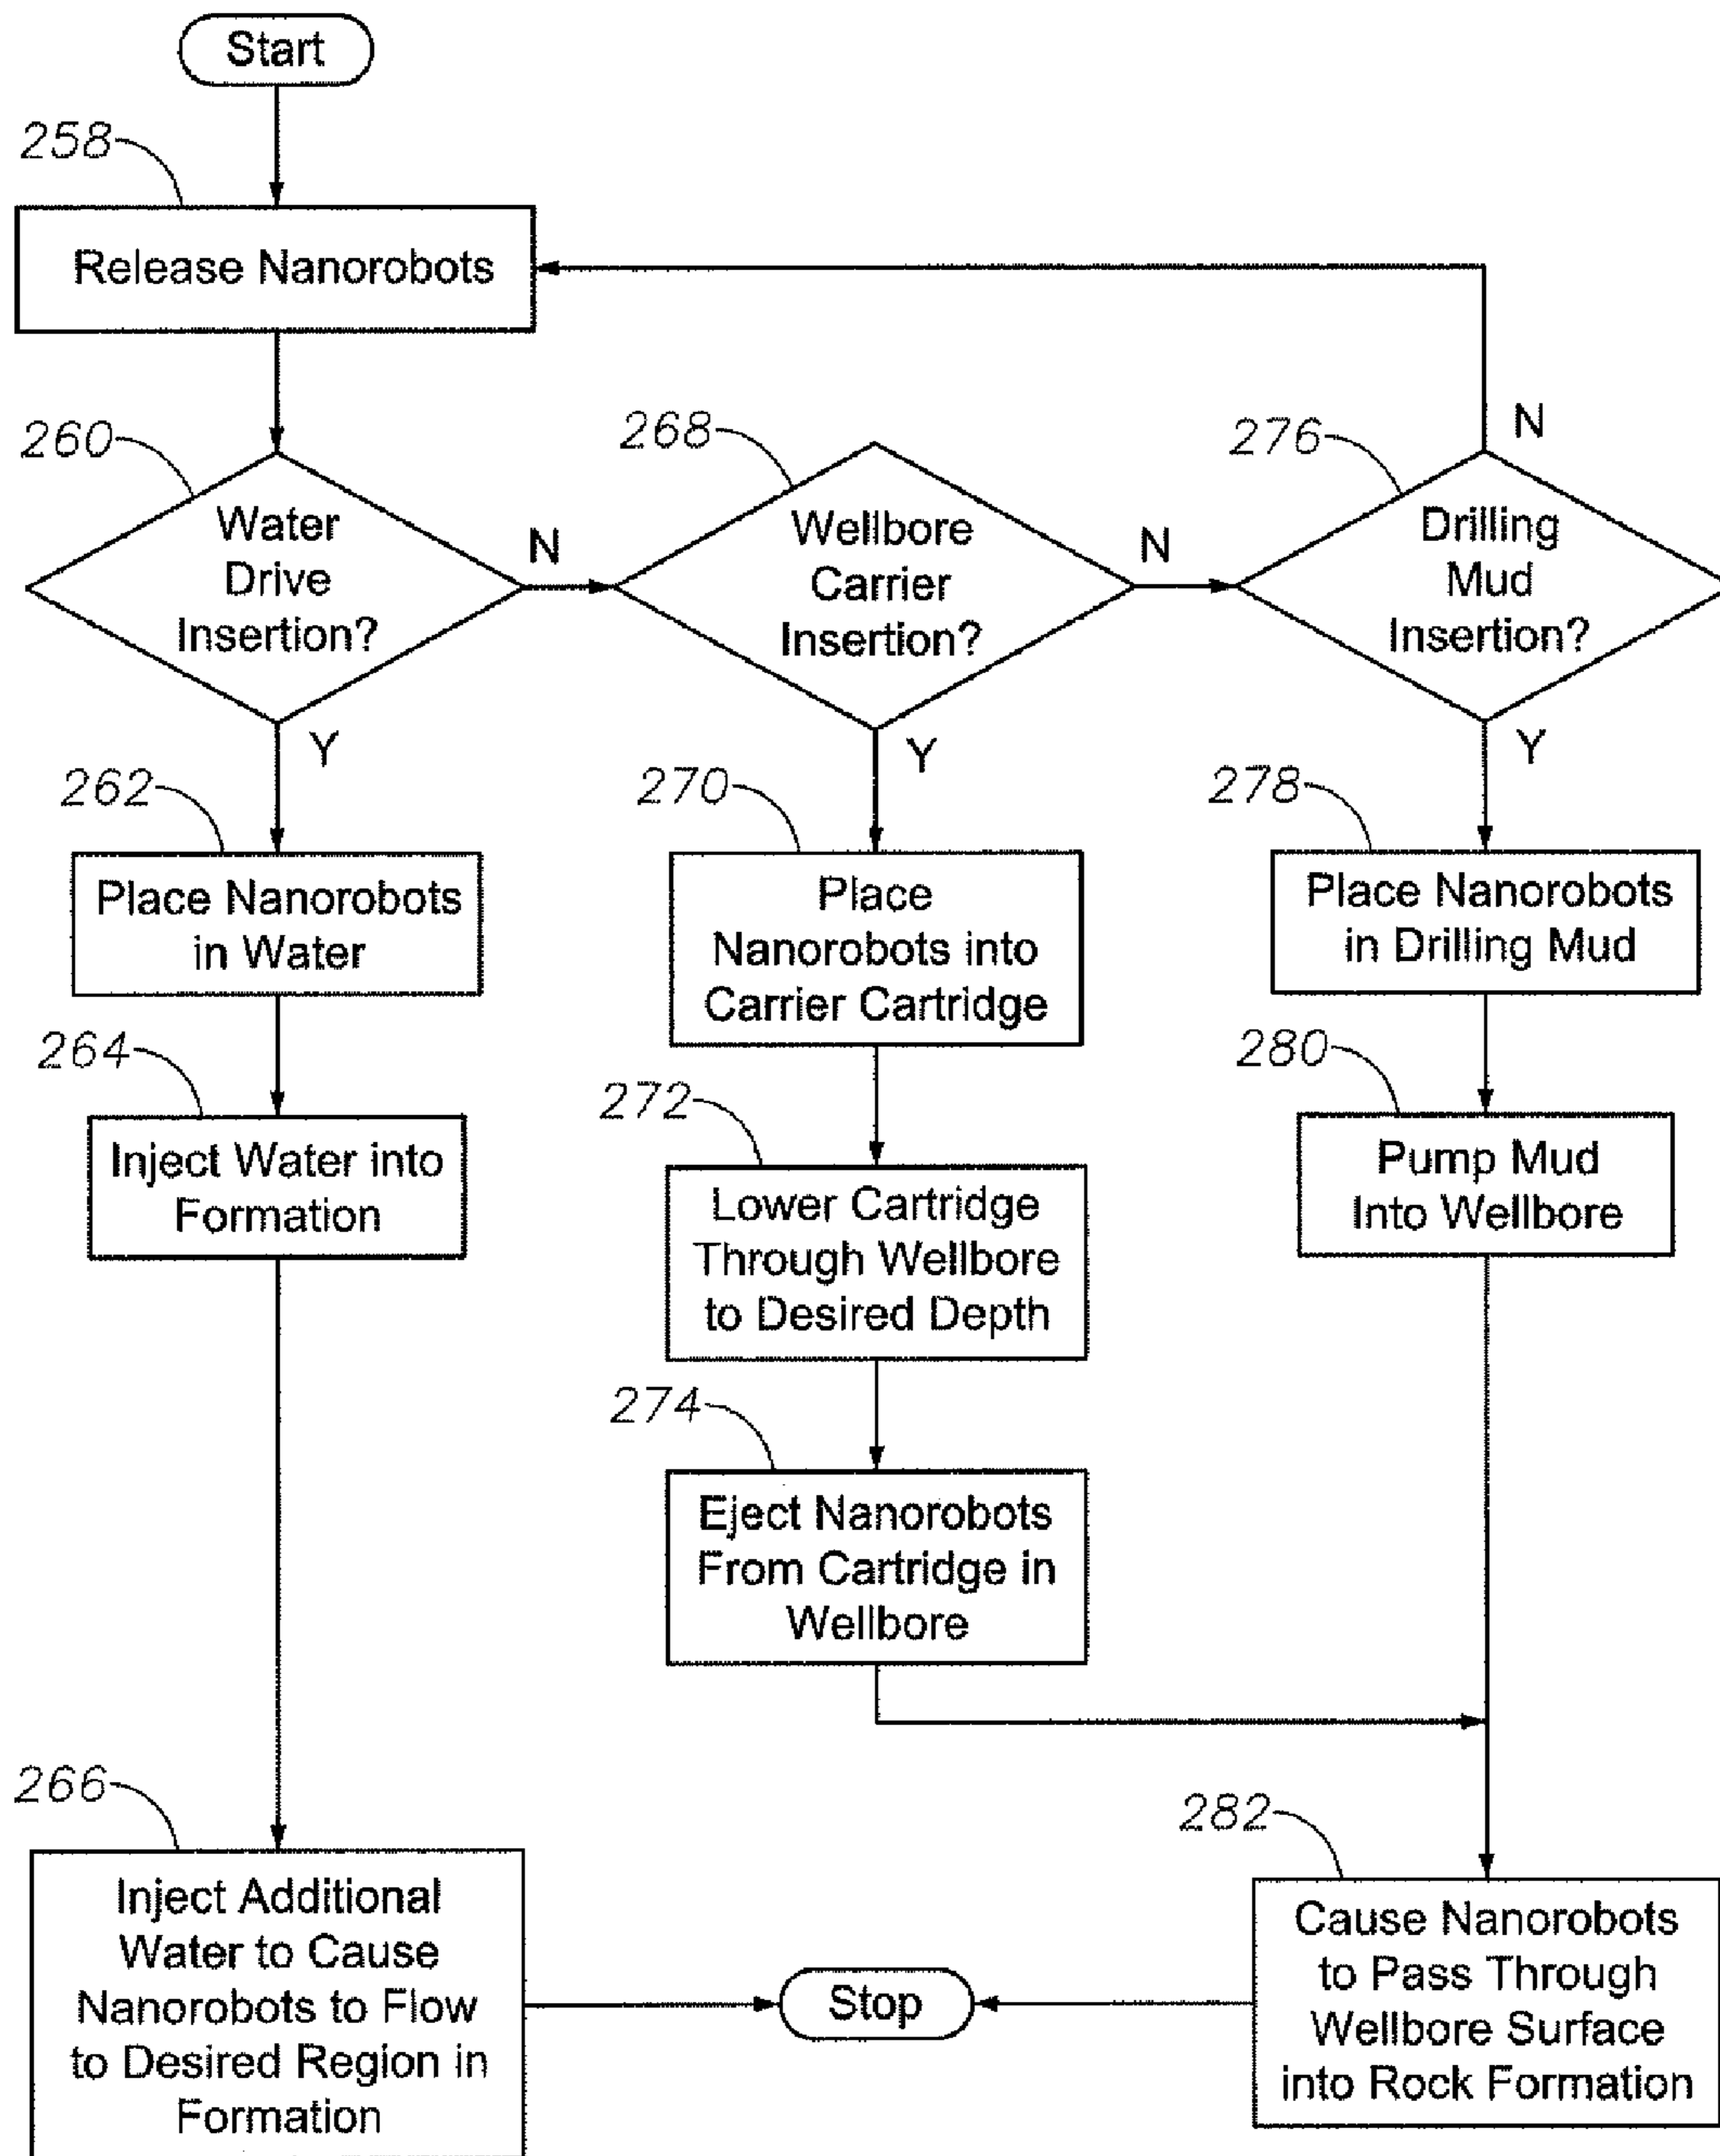 Start
258
Release Nanorobots
260
Water
Drive
Insertion?
N
Y
268
Wellbore
Carrier
Insertion?
N
Y
276
Drilling
Mud
Insertion?
N
Y
262
Place Nanorobots
in Water
270
Place
Nanorobots into
Carrier Cartridge
278
Place Nanorobots
in Drilling Mud
264
Inject Water into
Formation
272
Lower Cartridge
Through Wellbore
to Desired Depth
280
Pump Mud
Into Wellbore
274
Eject Nanorobots
From Cartridge in
Wellbore
266
Inject Additional
Water to Cause
Nanorobots to Flow
to Desired Region in
Formation
Stop
282
Cause Nanorobots
to Pass Through
Wellbore Surface
into Rock Formation